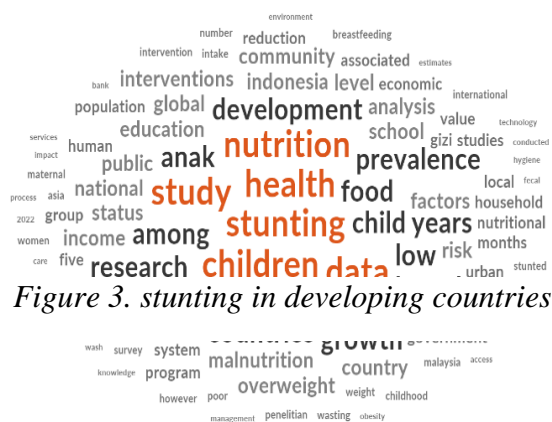 environment
number reduction breastfeeding
intervention intake community associated estimates
bank interventions indonesia level economic international
population global development analysis value technology
services education nutrition school gizi studies conducted
impact human public anak prevalence hygiene
maternal national study health food factors local fecal
process asia status household
2022 group stunting child years nutritional
women income among low risk months
care five research children data urban stunted
Figure 3. stunting in developing countries
countries growth government
wash survey system malnutrition country malaysia access
knowledge program overweight
however poor weight childhood
management penelitian wasting obesity